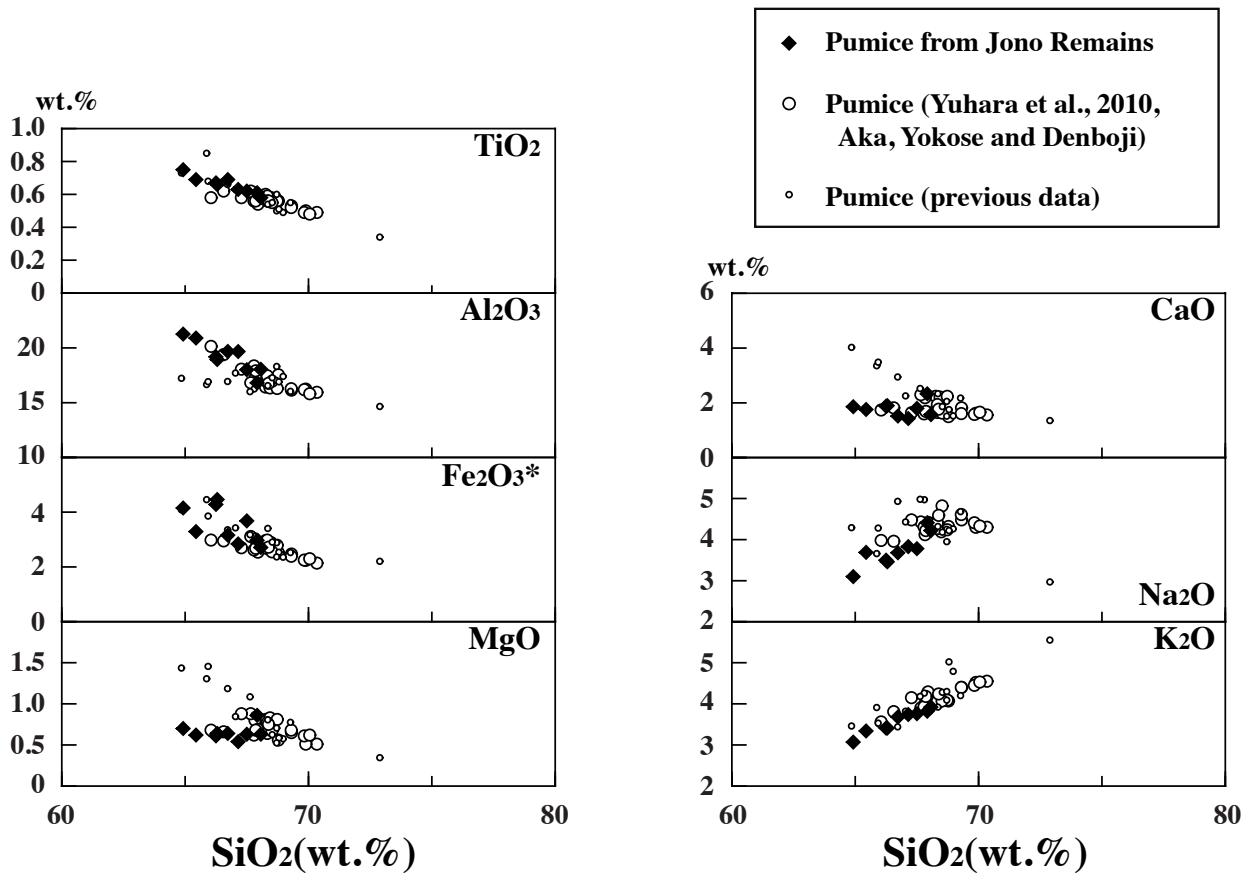 Pumice from Jono Remains
Pumice (Yuhara et al., 2010,
Aka, Yokose and Denboji)
Pumice (previous data)
wt.%
1.0
TiO2
0.8
0.6
0.4
0.2
0
Al2O3
20
15
10
Fe2O3*
4
2
0
MgO
1.5
1.0
0.5
0
60
70
80
SiO2(wt.%)
wt.%
6
CaO
4
2
0
5
4
3
Na2O
2
K2O
5
4
3
2
60
70
80
SiO2(wt.%)